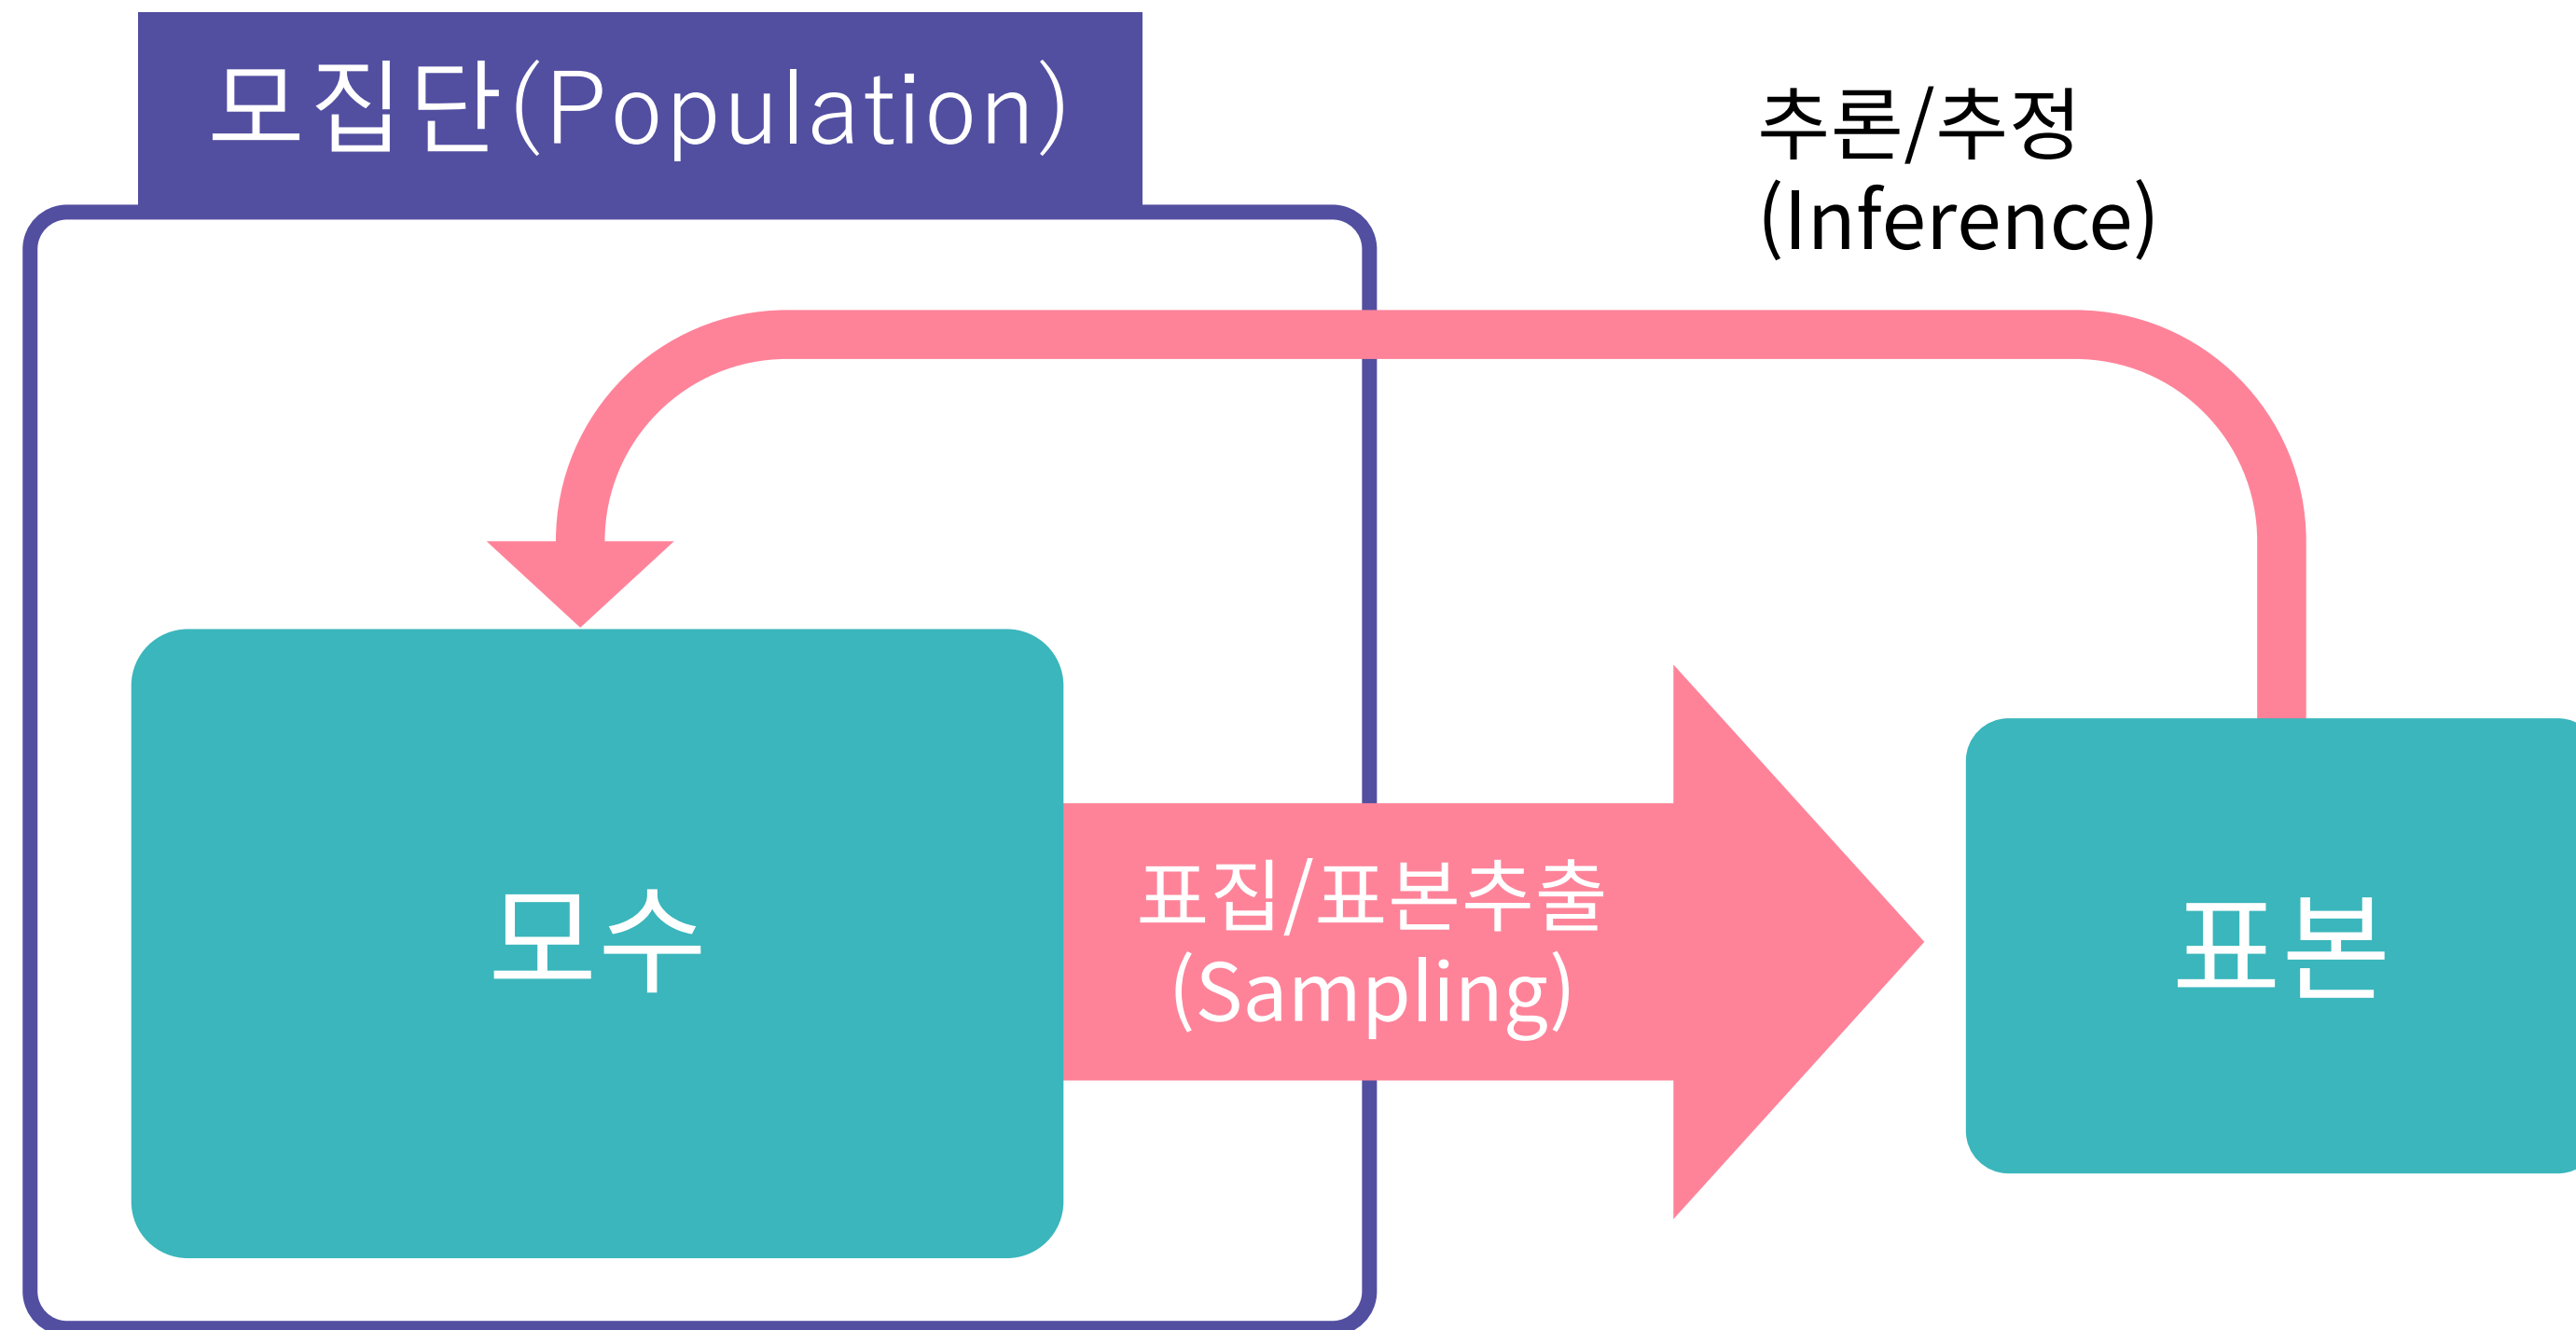 모집단(Population)
추론/추정
(Inference)
모수
표집/표본추출
(Sampling)
표본